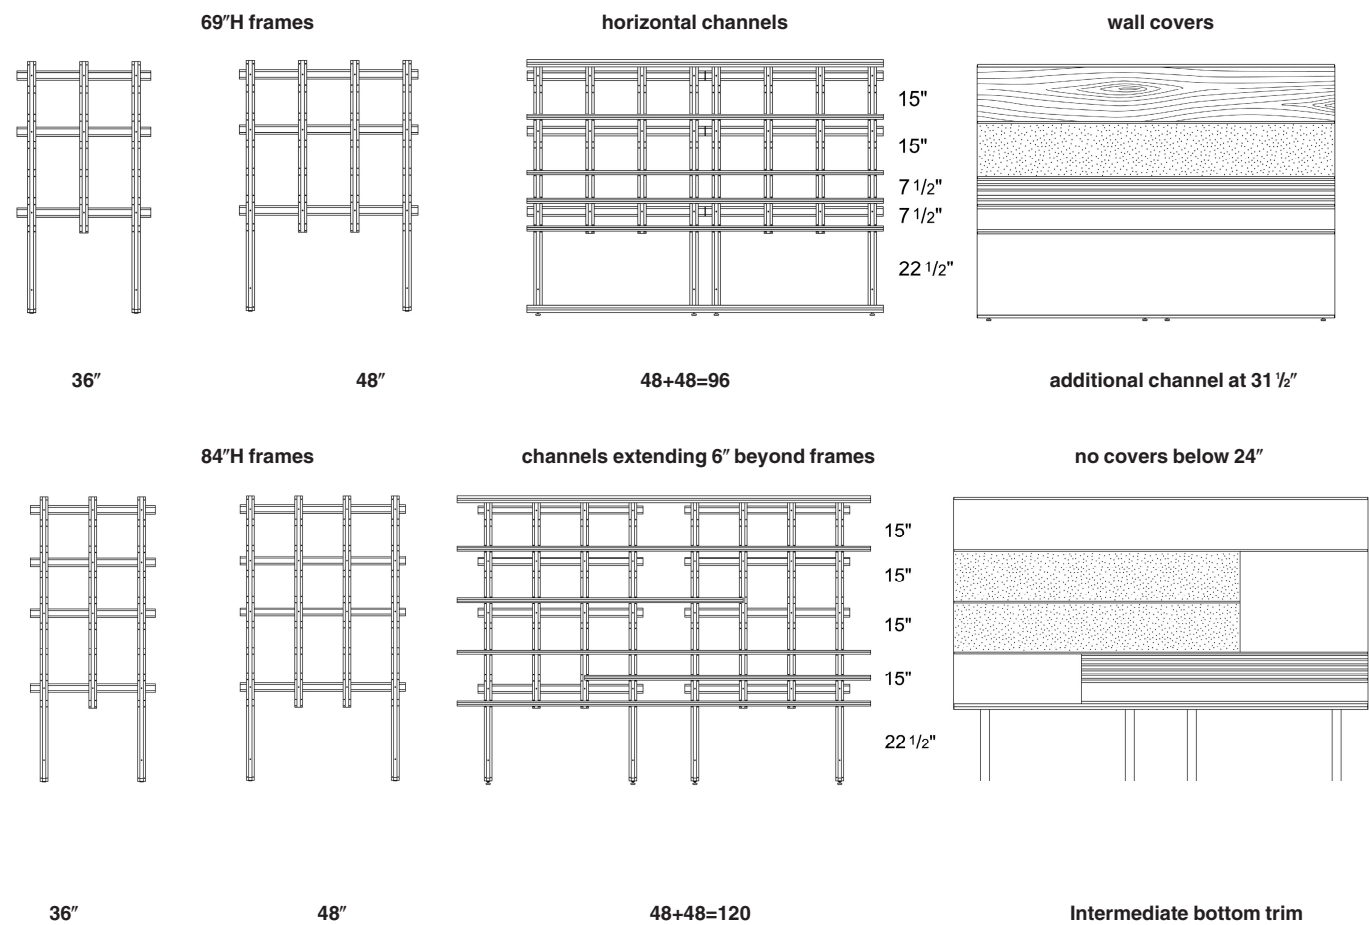 69″H frames
horizontal channels
wall covers
15"
15"
7 1/2"
7 1/2"
22 1/2"
36″
48″
48+48=96
additional channel at 31 ½″
84″H frames
channels extending 6″ beyond frames
no covers below 24″
15"
15"
15"
15"
22 1/2"
36″
48″
48+48=120
Intermediate bottom trim